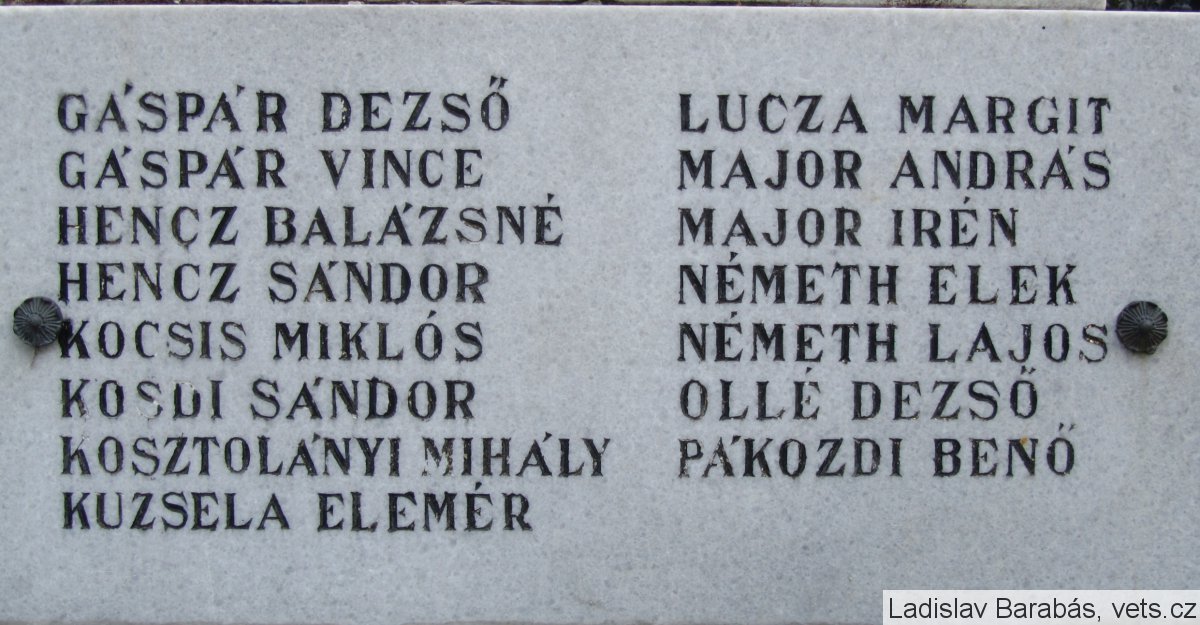 GÁSPÁR DEZSŐ
GÁSPÁR VINCE
HENCZ BALÁZSNÉ
HENCZ SÁNDOR
KOCSIS MIKLÓS
KOSDI SÁNDOR
KOSZTOLÁNYI MIHÁLY
KUZSELA ELEMÉR
LUCZA MARGIT
MAJOR ANDRÁS
MAJOR IRÉN
NÉMETH ELEK
NÉMETH LAJOS
OLLÉ DEZSŐ
PÁKOZDI BENŐ
Ladislav Barabás, vets.cz